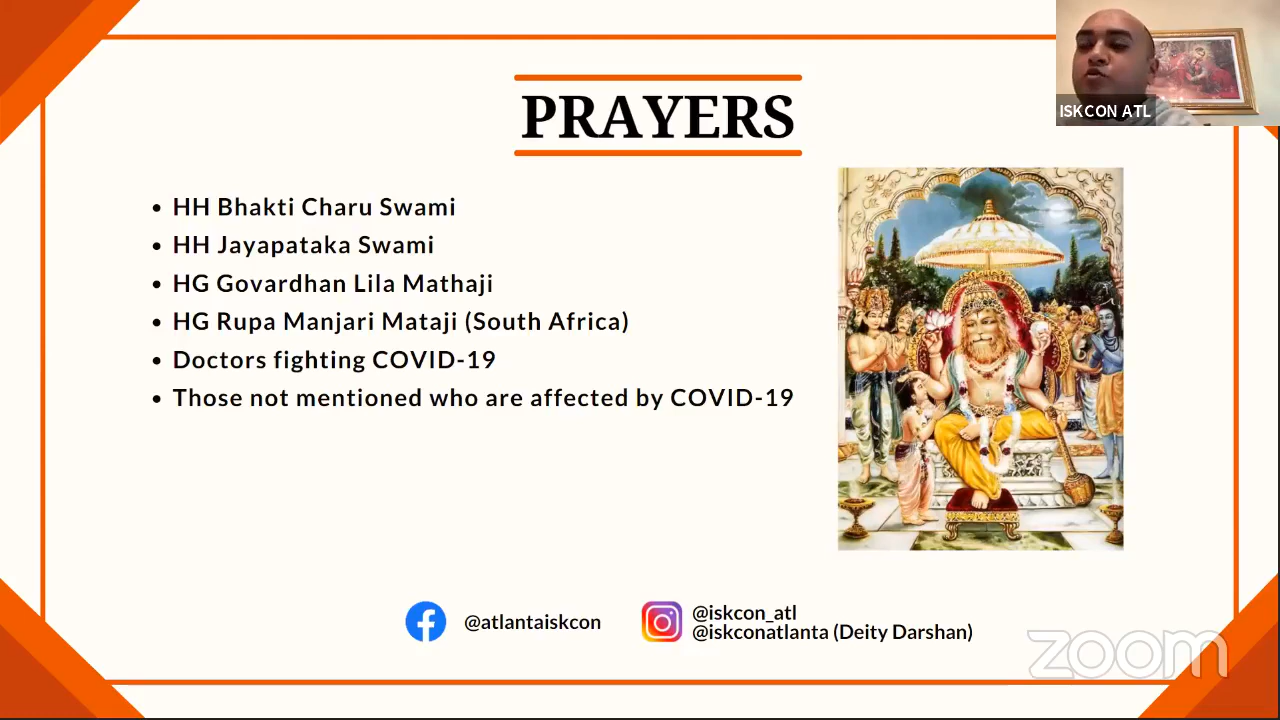 ISKCON ATL
PRAYERS
HH Bhakti Charu Swami
HH Jayapataka Swami
HG Govardhan Lila Mathaji
HG Rupa Manjari Mataji (South Africa)
Doctors fighting COVID-19
Those not mentioned who are affected by COVID-19
@atlantaiskcon
@iskcon_atl
@iskconatlanta (Deity Darshan)
zoom